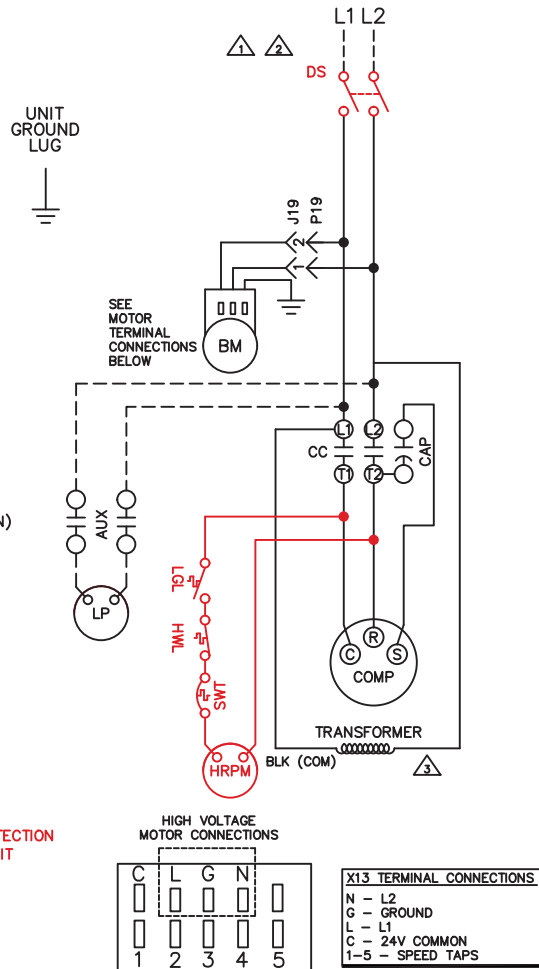 L1 L2
1 2
DS
UNIT
GROUND
LUG
J19
P19
2
1
SEE
MOTOR
TERMINAL
CONNECTIONS
BELOW
BM
L1 L2
CC
CAP
T1 T2
N)
AUX
LP
LGL
HWL
SWT
R
C S
COMP
TRANSFORMER
HRPM
BLK (COM)
3
TECTION
IT
HIGH VOLTAGE
MOTOR CONNECTIONS
C L G N
1 2 3 4 5
X13 TERMINAL CONNECTIONS
N - L2
G - GROUND
L - L1
C - 24V COMMON
1-5 - SPEED TAPS